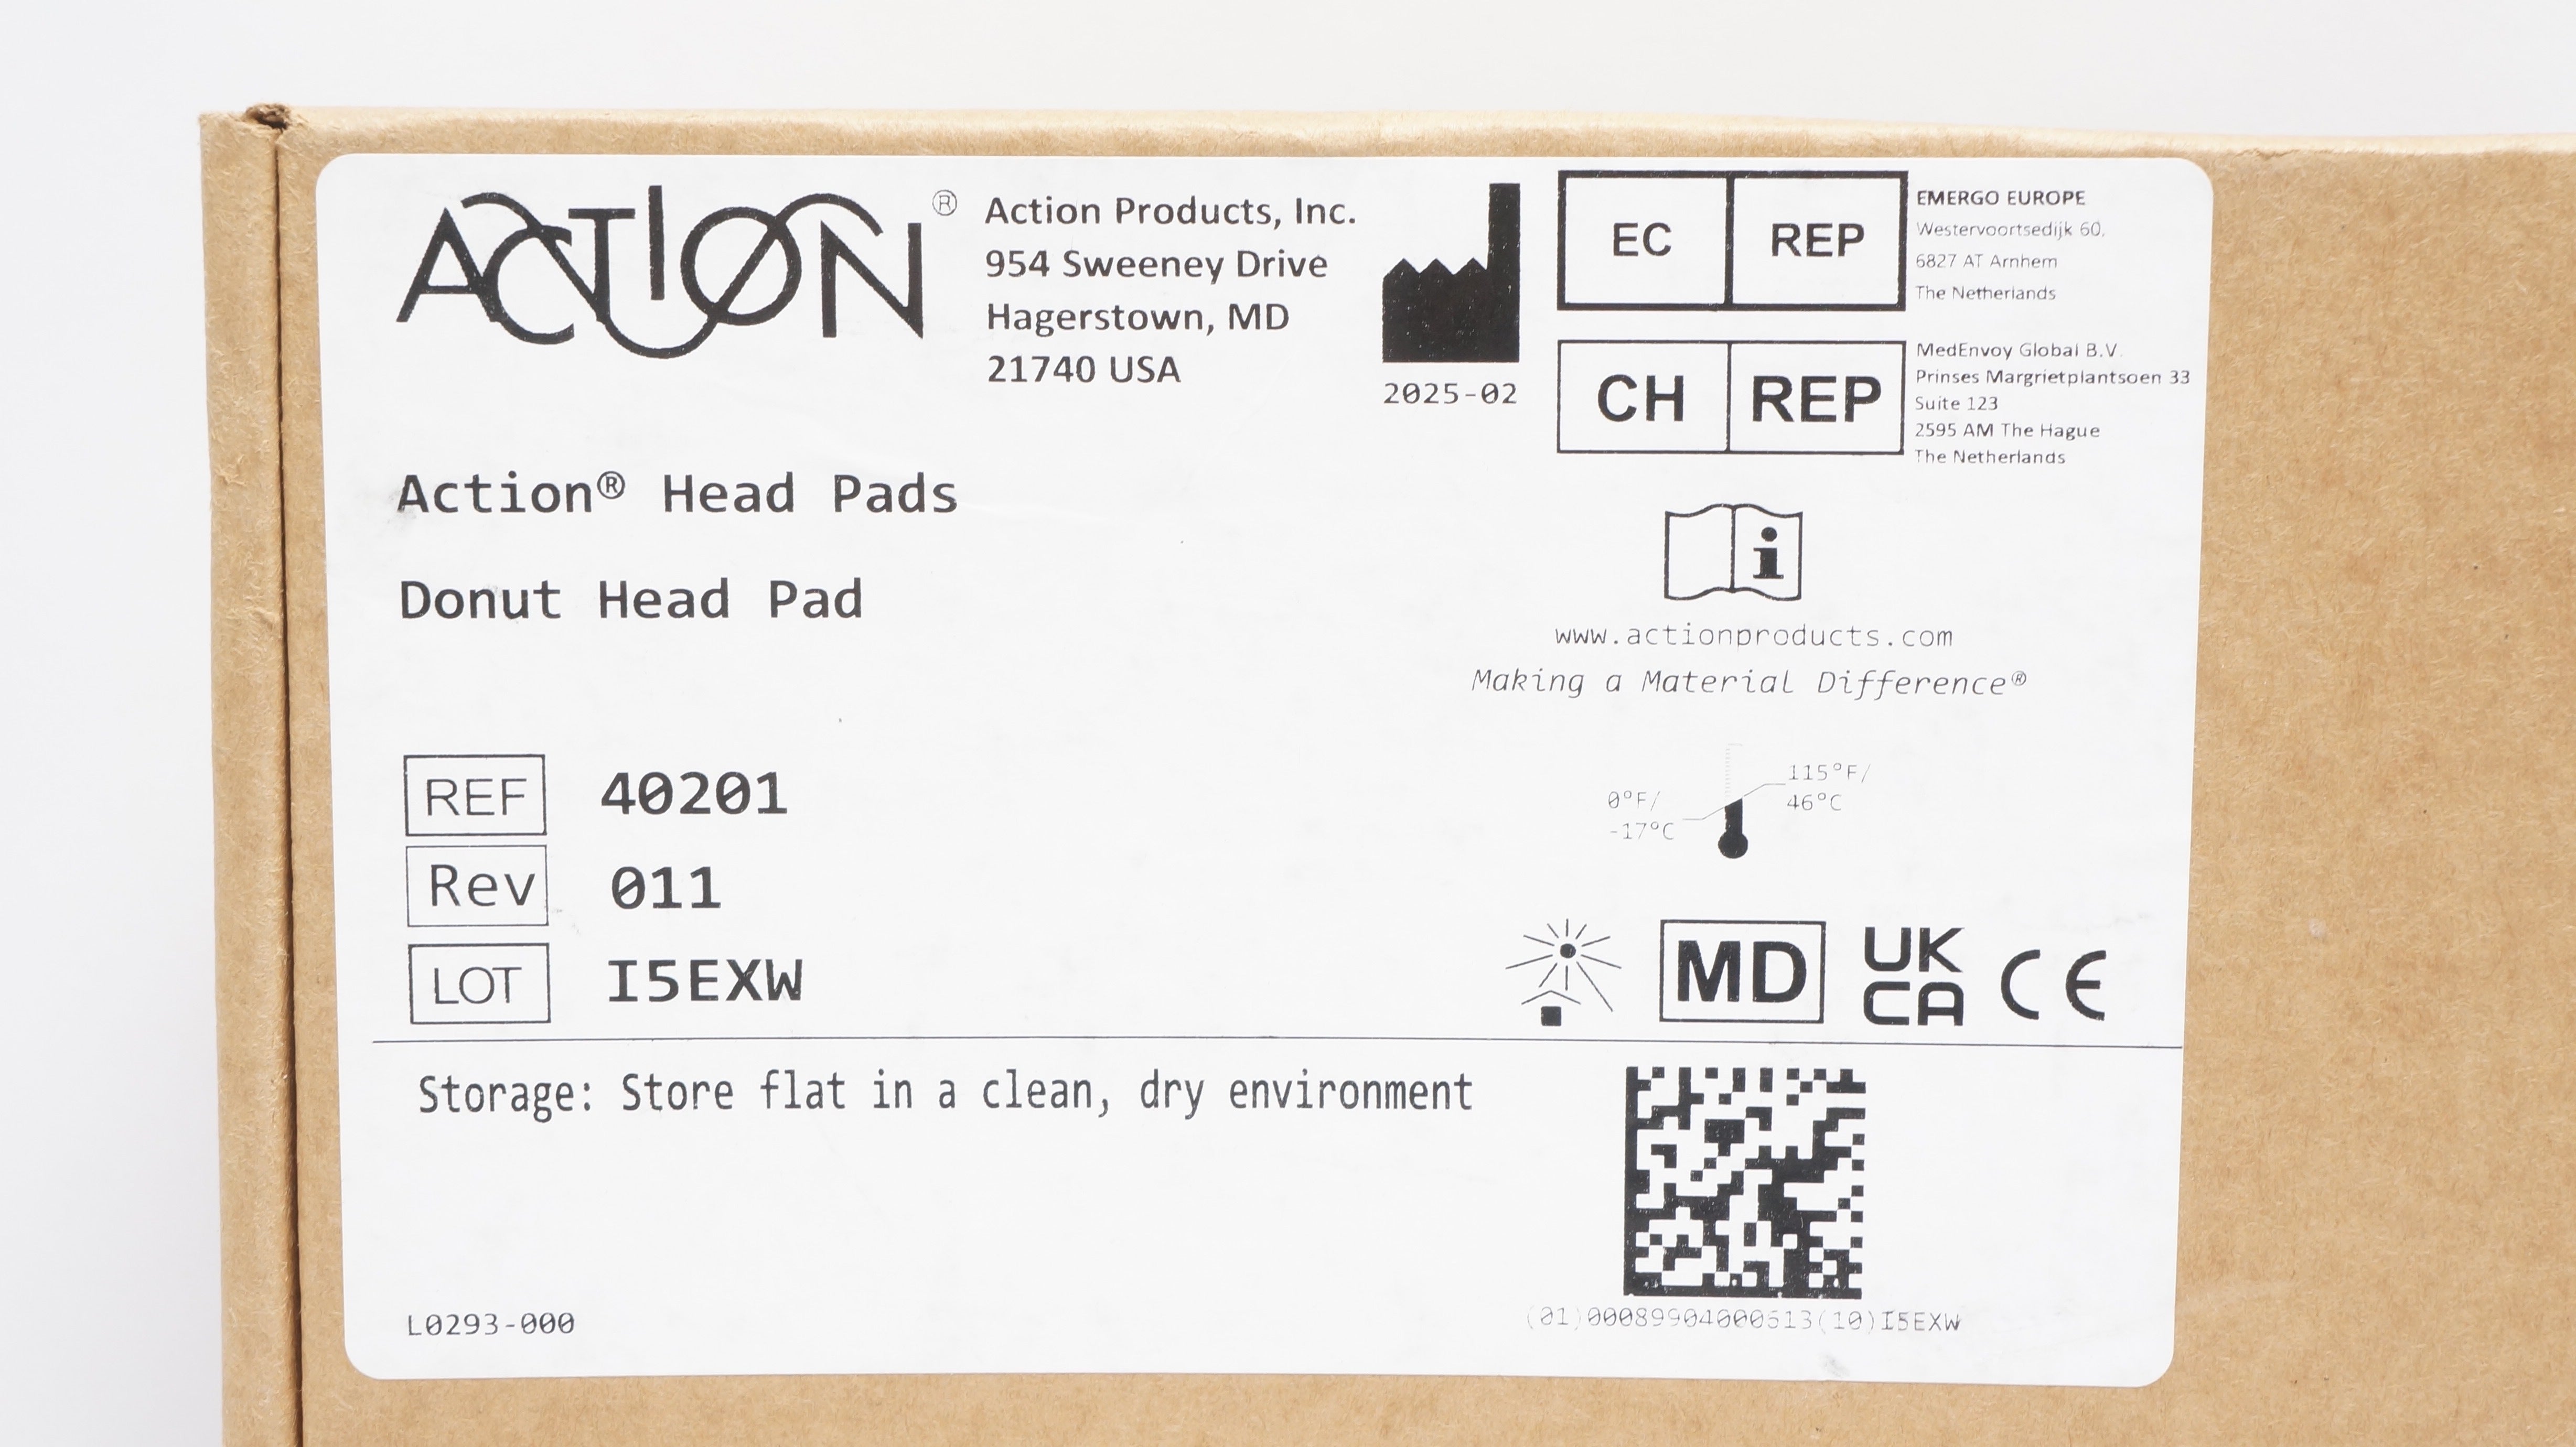 ACTION®
Action Products, Inc.
954 Sweeney Drive
Hagerstown, MD
21740 USA
2025-02
EC REP
EMERGO EUROPE
Westervoortsedijk 60,
6827 AT Arnhem
The Netherlands
CH REP
MedEnvoy Global B.V.
Prinses Margrietplantsoen 33
Suite 123
2595 AM The Hague
The Netherlands
Action® Head Pads
Donut Head Pad
i
www.actionproducts.com
Making a Material Difference®
0°F/
-17°C
115°F/
46°C
REF 40201
Rev 011
LOT I5EXW
MD
UK
CA
CE
Storage: Store flat in a clean, dry environment
L0293-000
(01)00089904000613(10)I5EXW